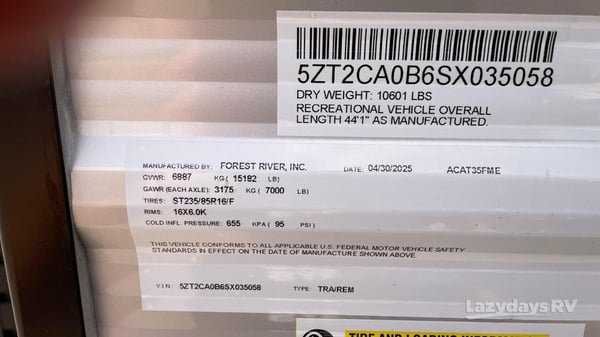 5ZT2CA0B6SX035058
DRY WEIGHT: 10601 LBS
RECREATIONAL VEHICLE OVERALL
LENGTH 44'1" AS MANUFACTURED.
MANUFACTURED BY: FOREST RIVER, INC. DATE: 04/30/2025 ACAT35FME
GVWR: 6887 KG ( 15182 LB)
GAWR (EACH AXLE): 3175 KG ( 7000 LB)
TIRES: ST235/85R16/F
RIMS: 16X6.0K
COLD INFL. PRESSURE: 655 KPA ( 95 PSI)
THIS VEHICLE CONFORMS TO ALL APPLICABLE U.S. FEDERAL MOTOR VEHICLE SAFETY
STANDARDS IN EFFECT ON THE DATE OF MANUFACTURE SHOWN ABOVE.
V.I.N.: 5ZT2CA0B6SX035058 TYPE: TRA/REM
LazydaysRV
TIRE AND LOADING INFORMATION